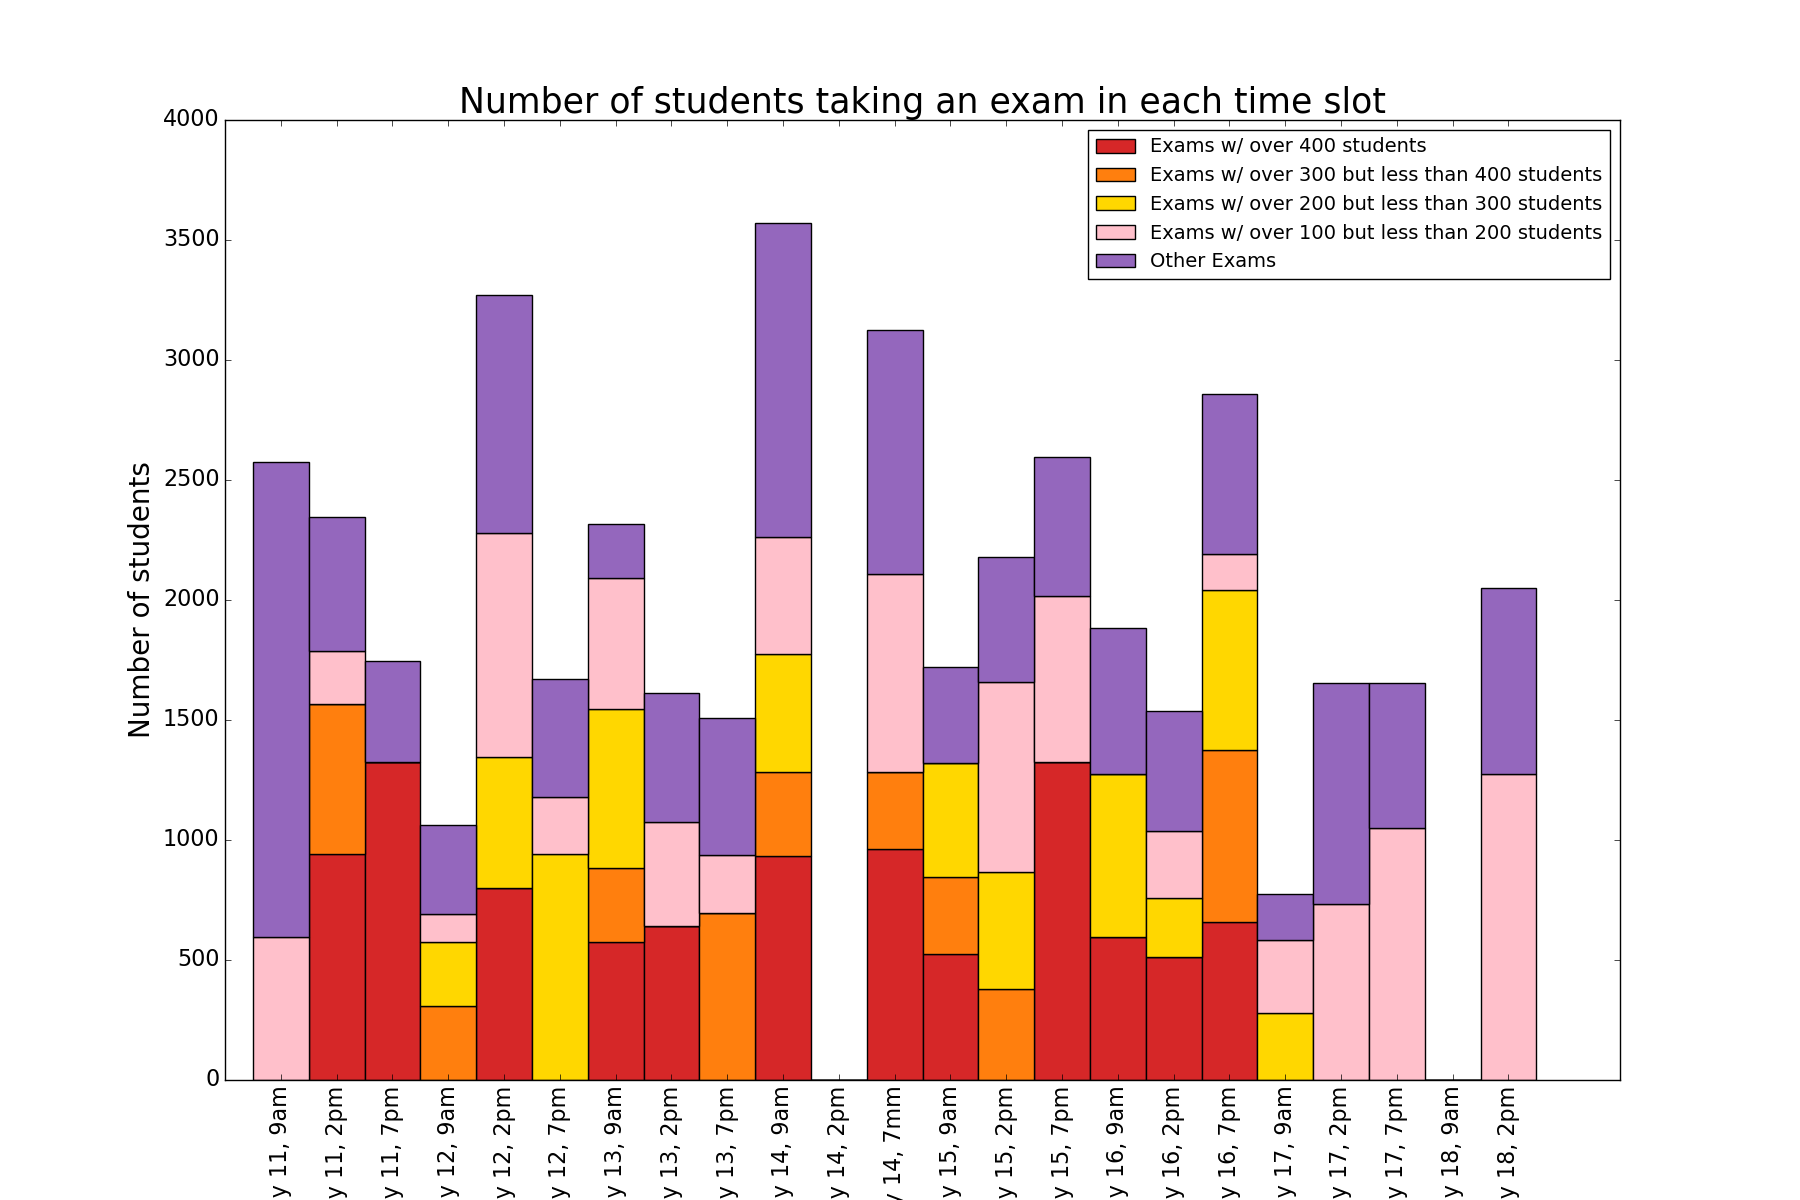 Number of students taking an exam in each time slot
Exams w/ over 400 students
Exams w/ over 300 but less than 400 students
Exams w/ over 200 but less than 300 students
Exams w/ over 100 but less than 200 students
Other Exams
Number of students
4000
3500
3000
2500
2000
1500
1000
500
0
y 11, 9am
y 11, 2pm
y 11, 7pm
y 12, 9am
y 12, 2pm
y 12, 7pm
y 13, 9am
y 13, 2pm
y 13, 7pm
y 14, 9am
y 14, 2pm
y 14, 7mm
y 15, 9am
y 15, 2pm
y 15, 7pm
y 16, 9am
y 16, 2pm
y 16, 7pm
y 17, 9am
y 17, 2pm
y 17, 7pm
y 18, 9am
y 18, 2pm